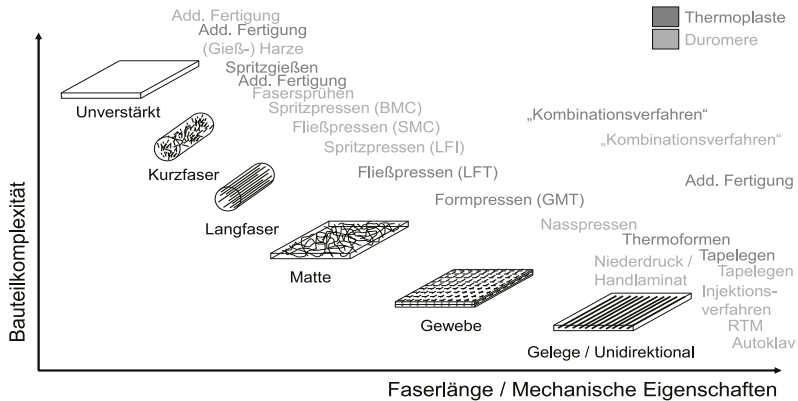 Add. Fertigung
Thermoplaste
Duromere
Add. Fertigung
(Gieß-) Harze
Spritzgießen
Add. Fertigung
Fasersprühen
Unverstärkt
Spritzpressen (BMC)
„Kombinationsverfahren“
Fließpressen (SMC)
„Kombinationsverfahren“
Spritzpressen (LFI)
Kurzfaser
Fließpressen (LFT)
Add. Fertigung
Formpressen (GMT)
Langfaser
Nasspressen
Thermoformen
Matte
Niederdruck /
Handlaminat
Tapelegen
Tapelegen
Injektions-
verfahren
RTM
Autoklav
Gewebe
Gelege / Unidirektional
Bauteilkomplexität
Faserlänge / Mechanische Eigenschaften